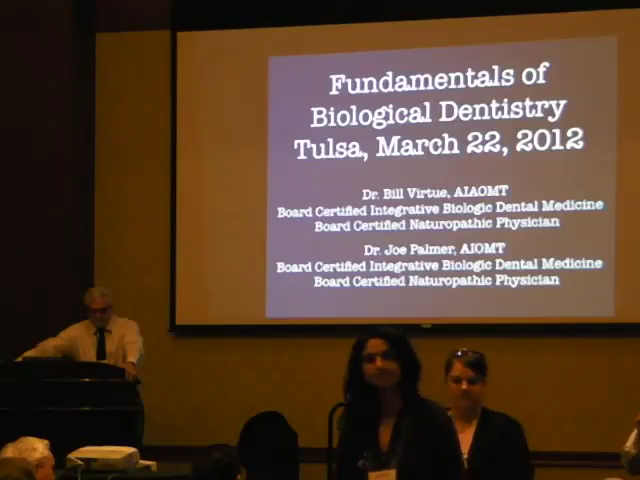 Fundamentals of
Biological Dentistry
Tulsa, March 22, 2012
Dr. Bill Virtue, AIAOMT
Board Certified Integrative Biologic Dental Medicine
Board Certified Naturopathic Physician
Dr. Joe Palmer, AIOMT
Board Certified Integrative Biologic Dental Medicine
Board Certified Naturopathic Physician